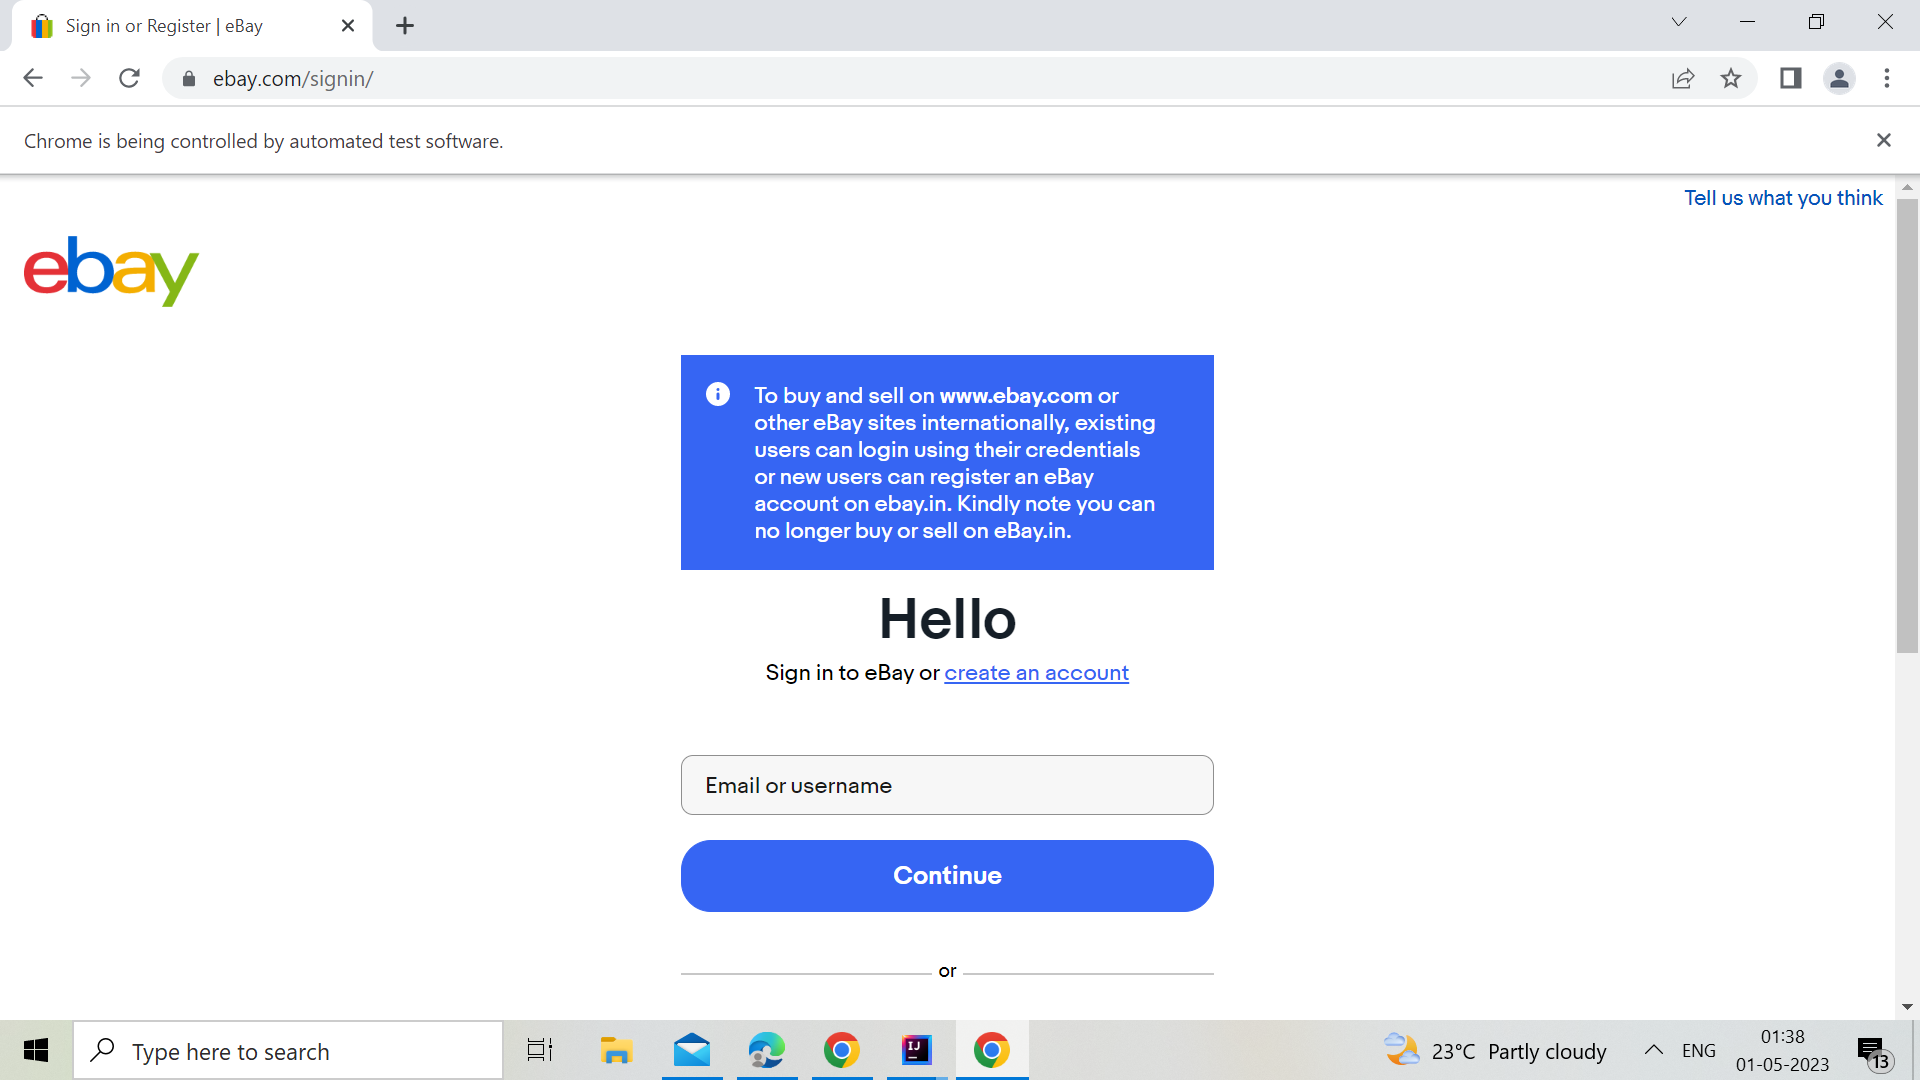 Sign in or Register | eBay
ebay.com/signin/
Chrome is being controlled by automated test software.
Tell us what you think
ebay
To buy and sell on www.ebay.com or
other eBay sites internationally, existing
users can login using their credentials
or new users can register an eBay
account on ebay.in. Kindly note you can
no longer buy or sell on eBay.in.
Hello
Sign in to eBay or create an account
Email or username
Continue
or
Type here to search
IJ
23°C Partly cloudy
ENG
01:38
01-05-2023
13